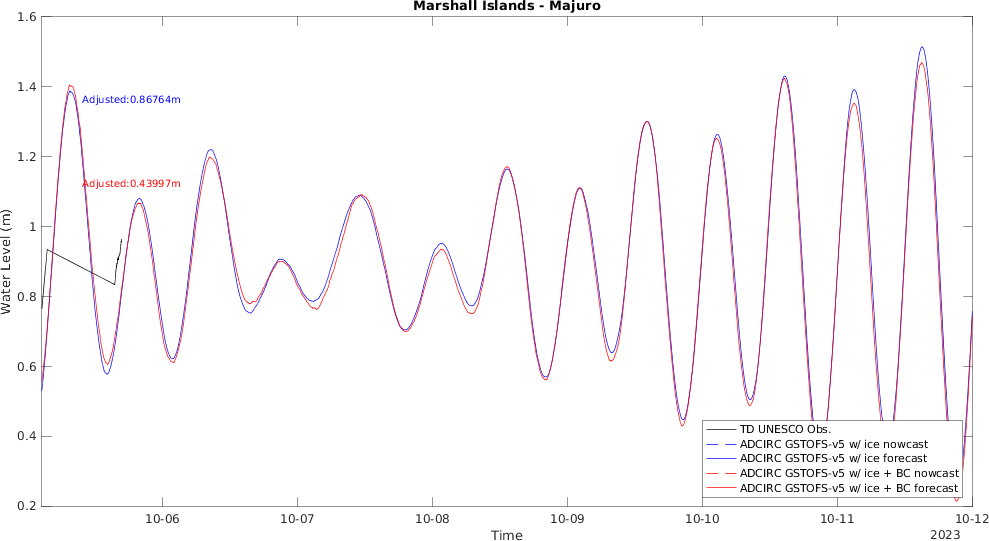 Marshall Islands - Majuro
1.6
1.4
1.2
1
0.8
0.6
0.4
0.2
Water Level (m)
Adjusted:0.86764m
Adjusted:0.43997m
TD UNESCO Obs.
ADCIRC GSTOFS-v5 w/ ice nowcast
ADCIRC GSTOFS-v5 w/ ice forecast
ADCIRC GSTOFS-v5 w/ ice + BC nowcast
ADCIRC GSTOFS-v5 w/ ice + BC forecast
10-06 10-07 10-08 10-09 10-10 10-11 10-12
Time
2023